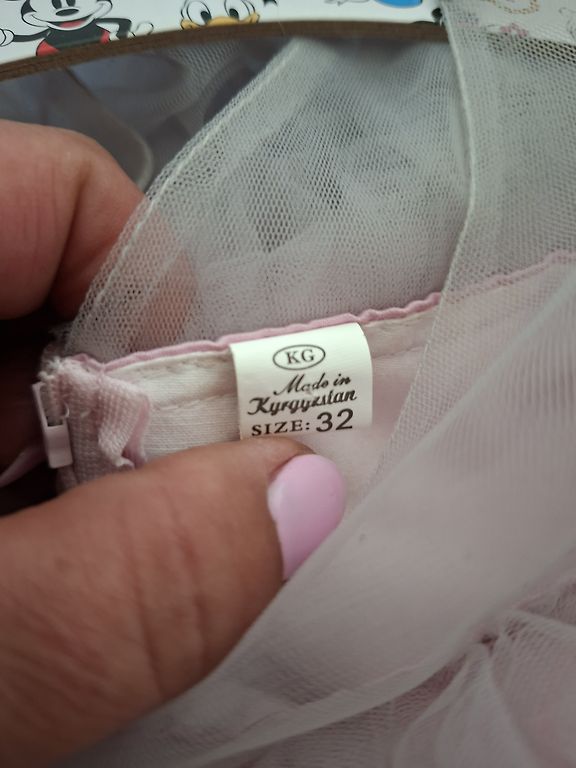 KG
Made in
Kyrgyzstan
SIZE: 32